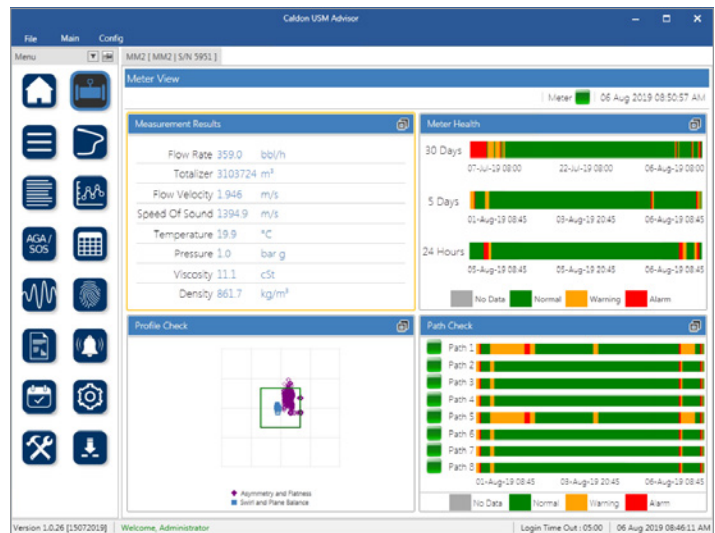 Caldon USM Advisor
File Main Config
Menu
MM2 [ MM2 | S/N 5951 ]
Meter View
Meter 06 Aug 2019 08:50:57 AM
Measurement Results
Flow Rate 359.0 bbl/h
Totalizer 3103724 m³
Flow Velocity 1.946 m/s
Speed Of Sound 1394.9 m/s
Temperature 19.9 °C
Pressure 1.0 bar g
Viscosity 11.1 cSt
Density 861.7 kg/m³
Meter Health
30 Days
07-Jul-19 08:00 22-Jul-19 08:00 06-Aug-19 08:00
5 Days
01-Aug-19 08:45 03-Aug-19 20:45 06-Aug-19 08:45
24 Hours
05-Aug-19 08:45 05-Aug-19 20:45 06-Aug-19 08:45
No Data Normal Warning Alarm
AGA / SOS
Profile Check
Asymmetry and Flatness
Swirl and Plane Balance
Path Check
Path 1
Path 2
Path 3
Path 4
Path 5
Path 6
Path 7
Path 8
01-Aug-19 08:45 03-Aug-19 20:45 06-Aug-19 08:45
No Data Normal Warning Alarm
Version 1.0.26 [15072019] Welcome, Administrator Login Time Out : 05:00 06 Aug 2019 08:46:11 AM